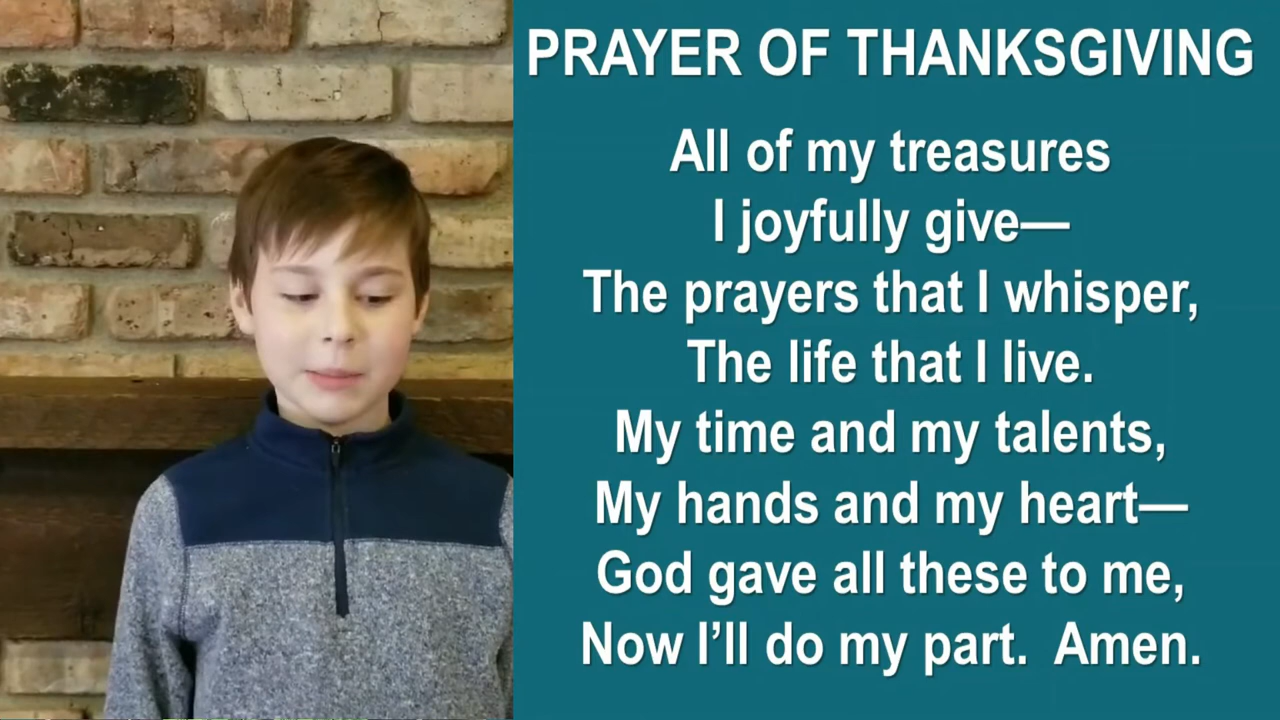 PRAYER OF THANKSGIVING
All of my treasures
I joyfully give—
The prayers that I whisper,
The life that I live.
My time and my talents,
My hands and my heart—
God gave all these to me,
Now I’ll do my part.  Amen.